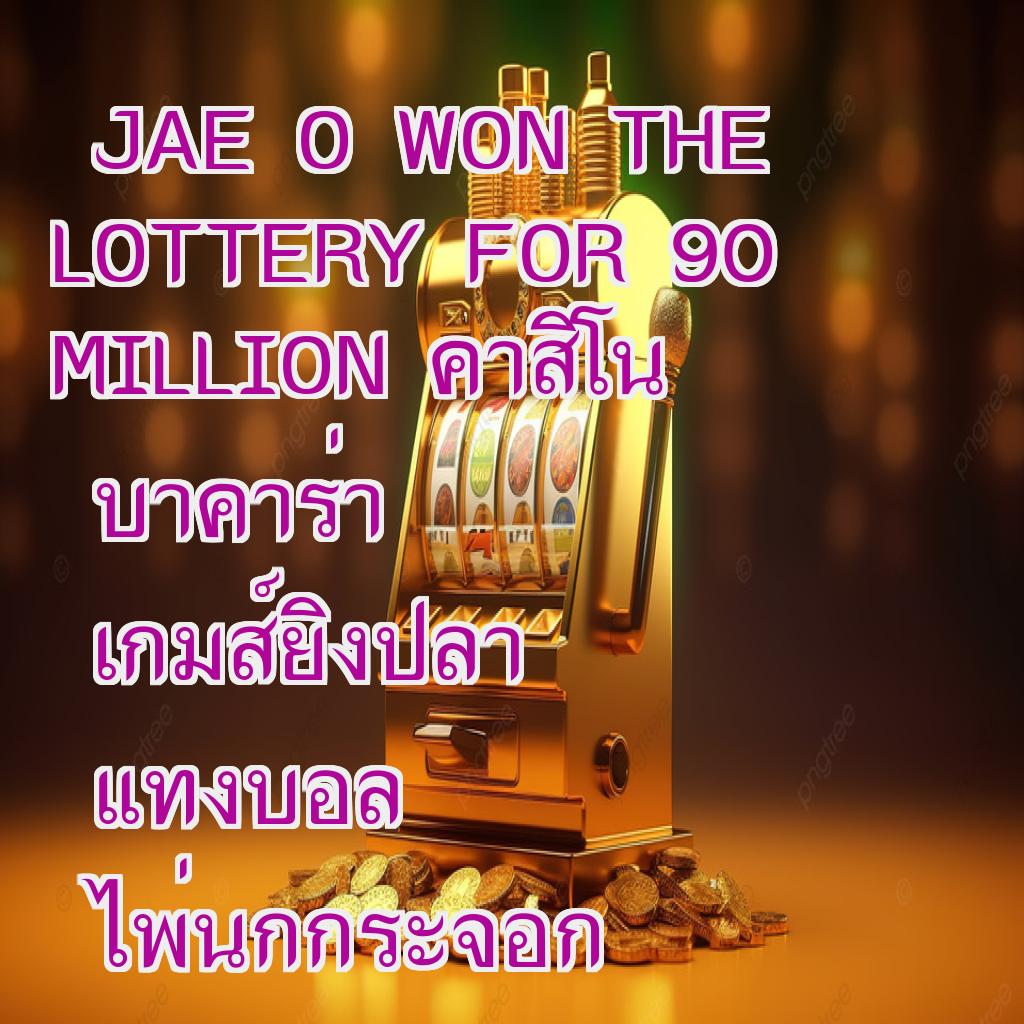 JAE O WON THE
LOTTERY FOR 90
MILLION คาสิโน
บาคาร่า
เกมส์ยิงปลา
แทงบอล
ไพ่นกกระจอก
pngtree